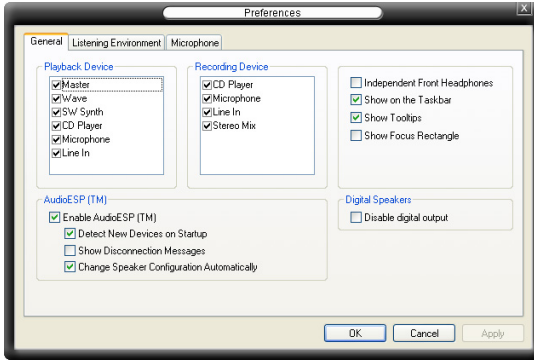 Preferences
X
General
Listening Environment
Microphone
Playback Device
Master
Wave
SW Synth
CD Player
Microphone
Line In
Recording Device
CD Player
Microphone
Line In
Stereo Mix
Independent Front Headphones
Show on the Taskbar
Show Tooltips
Show Focus Rectangle
AudioESP (TM)
Enable AudioESP (TM)
Detect New Devices on Startup
Show Disconnection Messages
Change Speaker Configuration Automatically
Digital Speakers
Disable digital output
OK
Cancel
Apply